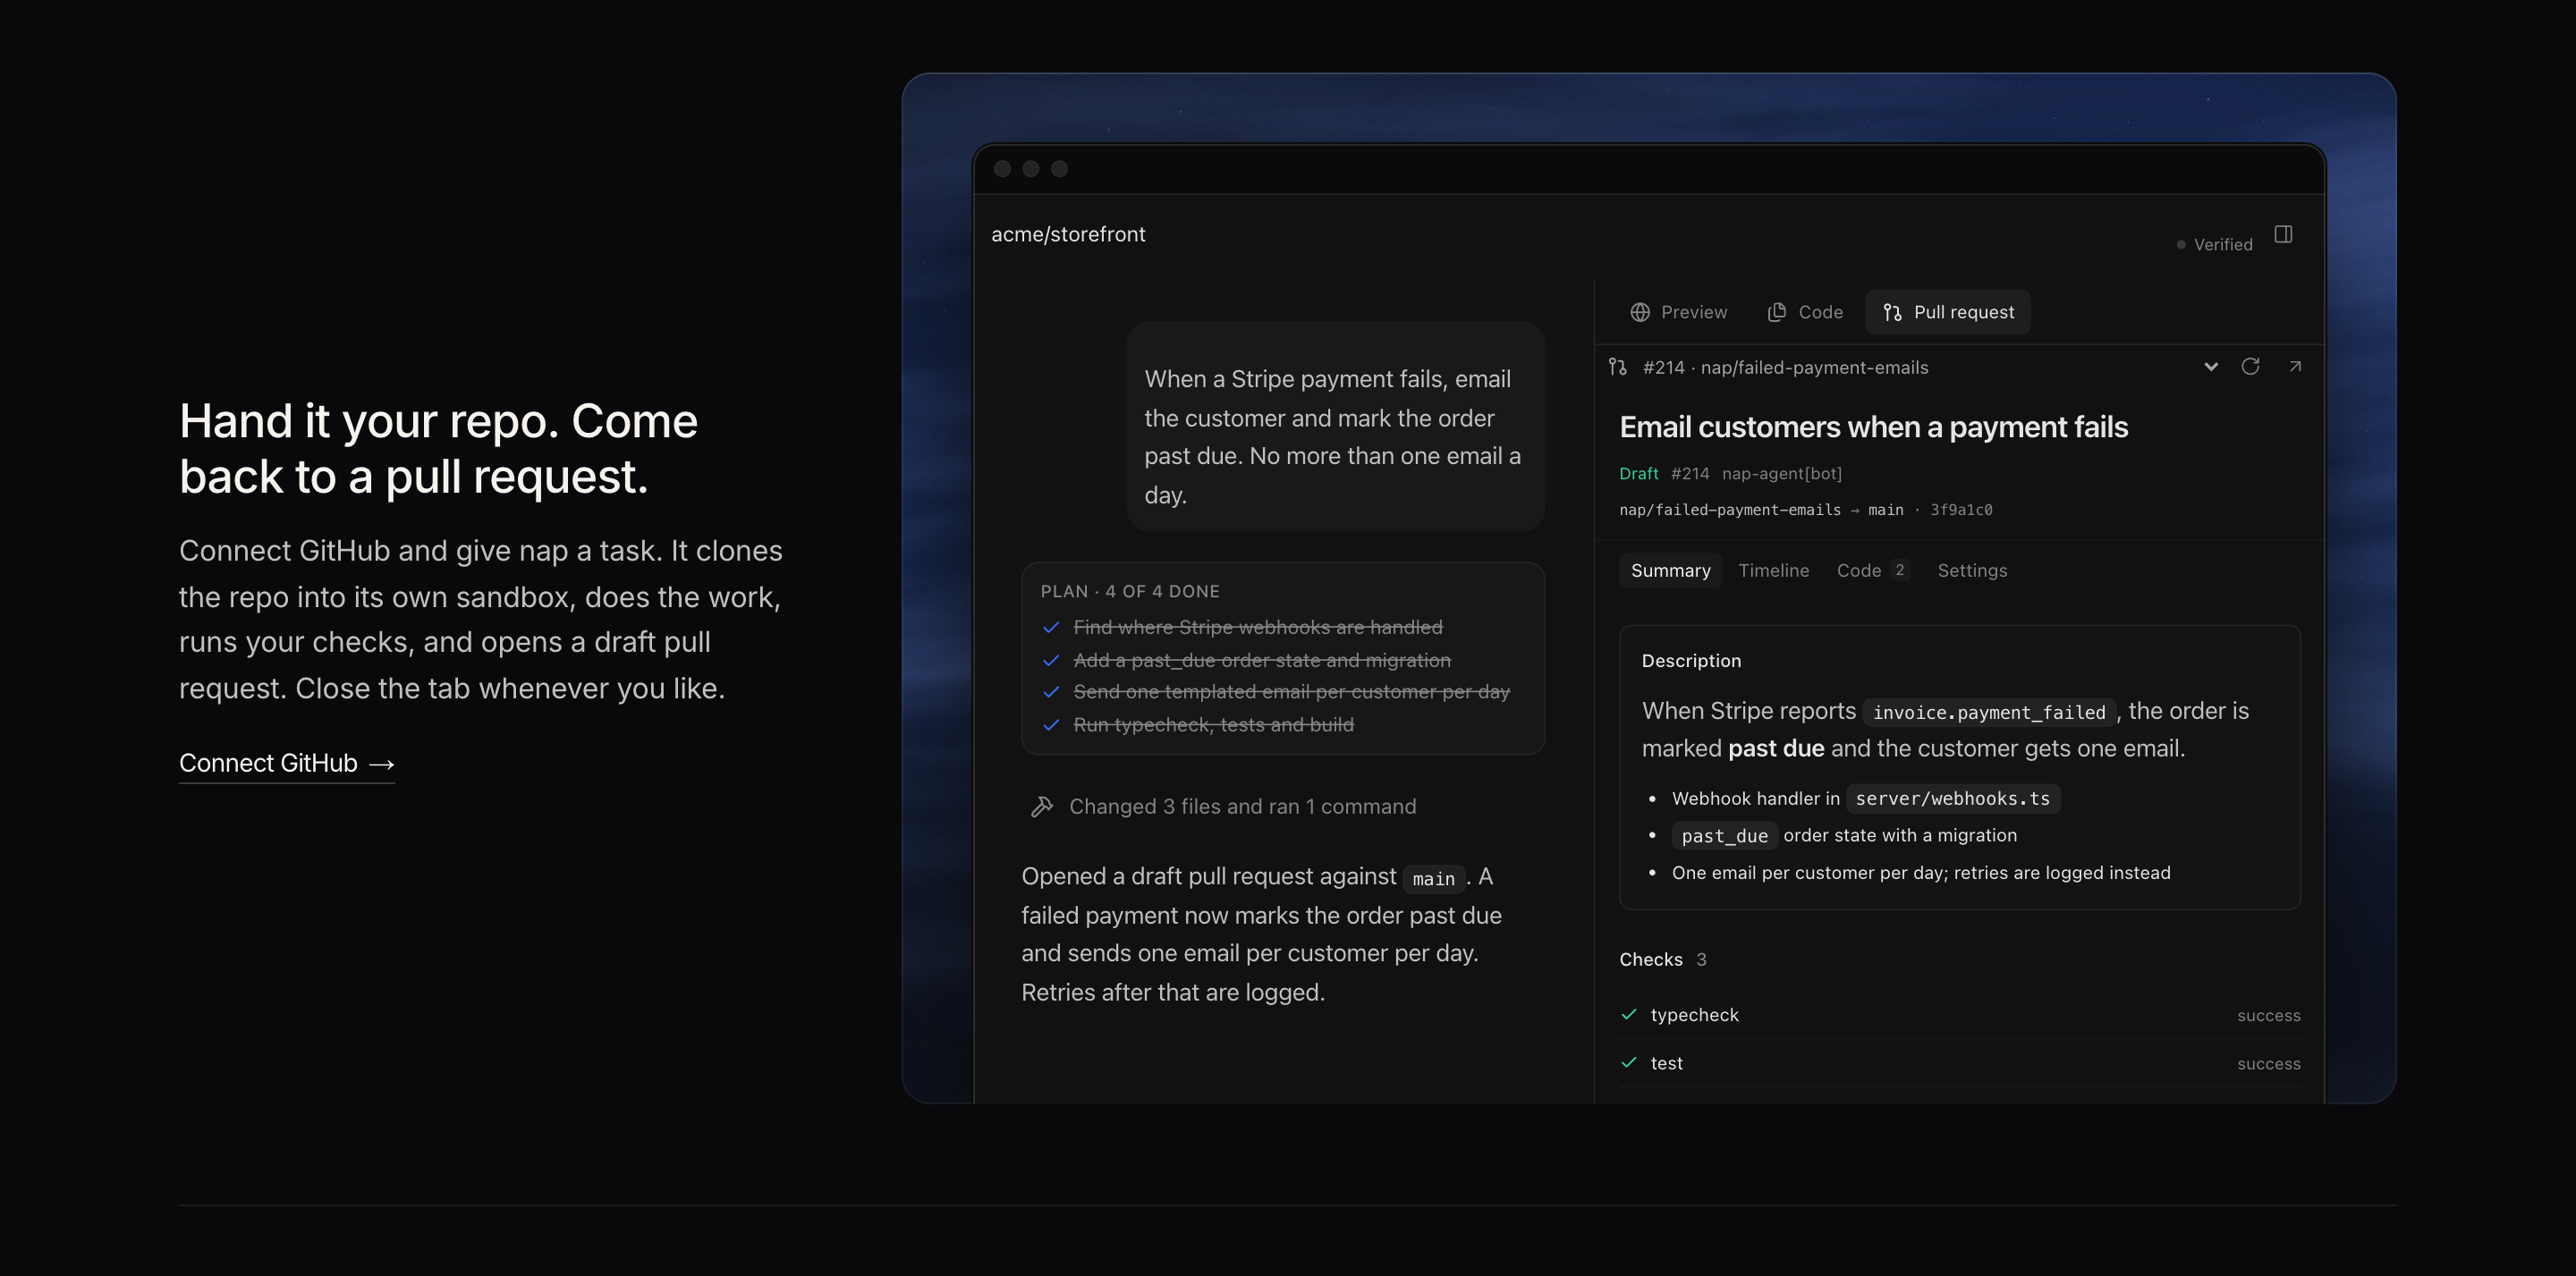 Hand it your repo. Come
back to a pull request.
Connect GitHub and give nap a task. It clones
the repo into its own sandbox, does the work,
runs your checks, and opens a draft pull
request. Close the tab whenever you like.
Connect GitHub →
acme/storefront
Verified
When a Stripe payment fails, email
the customer and mark the order
past due. No more than one email a
day.
PLAN · 4 OF 4 DONE
Find where Stripe webhooks are handled
Add a past_due order state and migration
Send one templated email per customer per day
Run typecheck, tests and build
Changed 3 files and ran 1 command
Opened a draft pull request against main. A
failed payment now marks the order past due
and sends one email per customer per day.
Retries after that are logged.
Preview Code Pull request
#214 · nap/failed-payment-emails
Email customers when a payment fails
Draft #214 nap-agent[bot]
nap/failed-payment-emails → main · 3f9a1c0
Summary Timeline Code 2 Settings
Description
When Stripe reports invoice.payment_failed, the order is
marked past due and the customer gets one email.
• Webhook handler in server/webhooks.ts
• past_due order state with a migration
• One email per customer per day; retries are logged instead
Checks 3
typecheck success
test success